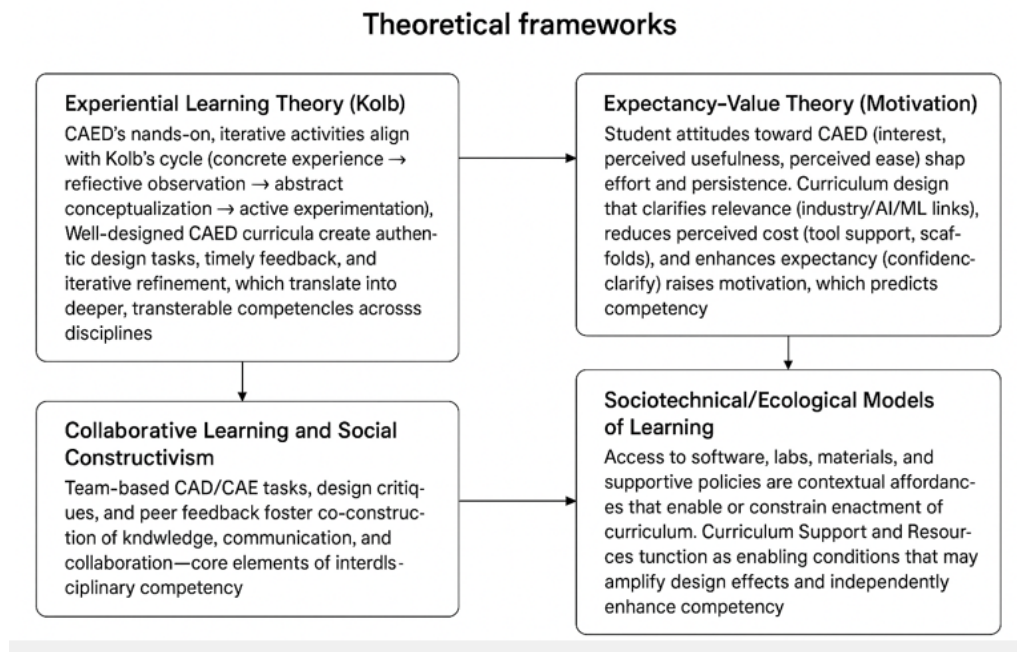 Theoretical frameworks
Experiential Learning Theory (Kolb)
CAED's nands-on, iterative activities align
with Kolb's cycle (concrete experience →
refiective observation → abstract
conceptualization → active experimentation),
Well-designed CAED curricula create authen-
tic design tasks, timely feedback, and
iterative refinement, which translate into
deeper, transterable competencies acrosss
disciplines
Expectancy–Value Theory (Motivation)
Student attitudes toward CAED (interest,
perceived usefulness, perceived ease) shap
effort and persistence. Curriculum design
that clarifies relevance (industry/AI/ML links),
reduces perceived cost (tool support, scaf-
folds), and enhances expectancy (confidenc-
clarify) raises motivation, which predicts
competency
Collaborative Learning and Social
Constructivism
Team-based CAD/CAE tasks, design critiq-
ues, and peer feedback foster co-construc-
tion of kndwledge, communication, and
collaboration—core elements of interdls-
ciplinary competency
Sociotechnical/Ecological Models
of Learning
Access to software, labs, materials, and
supportive policies are contextual affordanc-
es that enable or constrain enactment of
curriculum. Curriculum Support and Resour-
ces tunction as enabling conditions that may
amplify design effects and independently
enhance competency